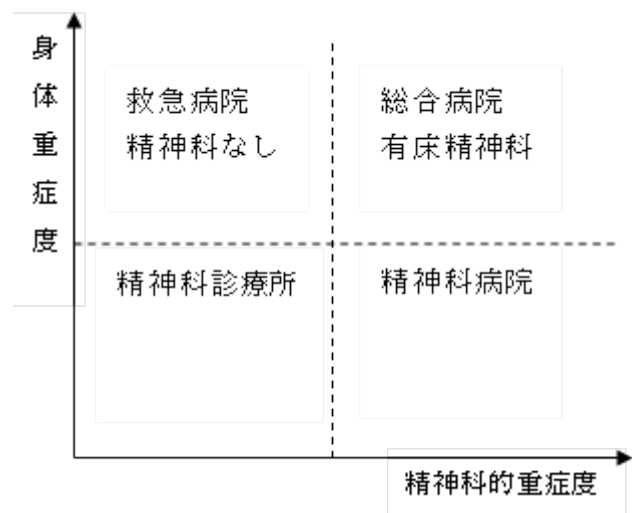 身体重症度
救急病院
精神科なし
総合病院
有床精神科
精神科診療所
精神科病院
精神科的重症度